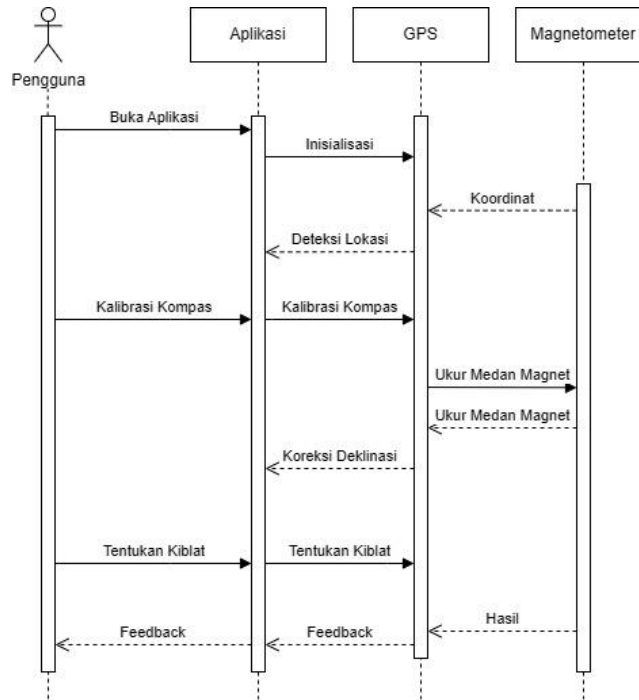 Pengguna
Aplikasi
GPS
Magnetometer
Buka Aplikasi
Inisialisasi
Koordinat
Deteksi Lokasi
Kalibrasi Kompas
Kalibrasi Kompas
Ukur Medan Magnet
Ukur Medan Magnet
Koreksi Deklinasi
Tentukan Kiblat
Tentukan Kiblat
Hasil
Feedback
Feedback